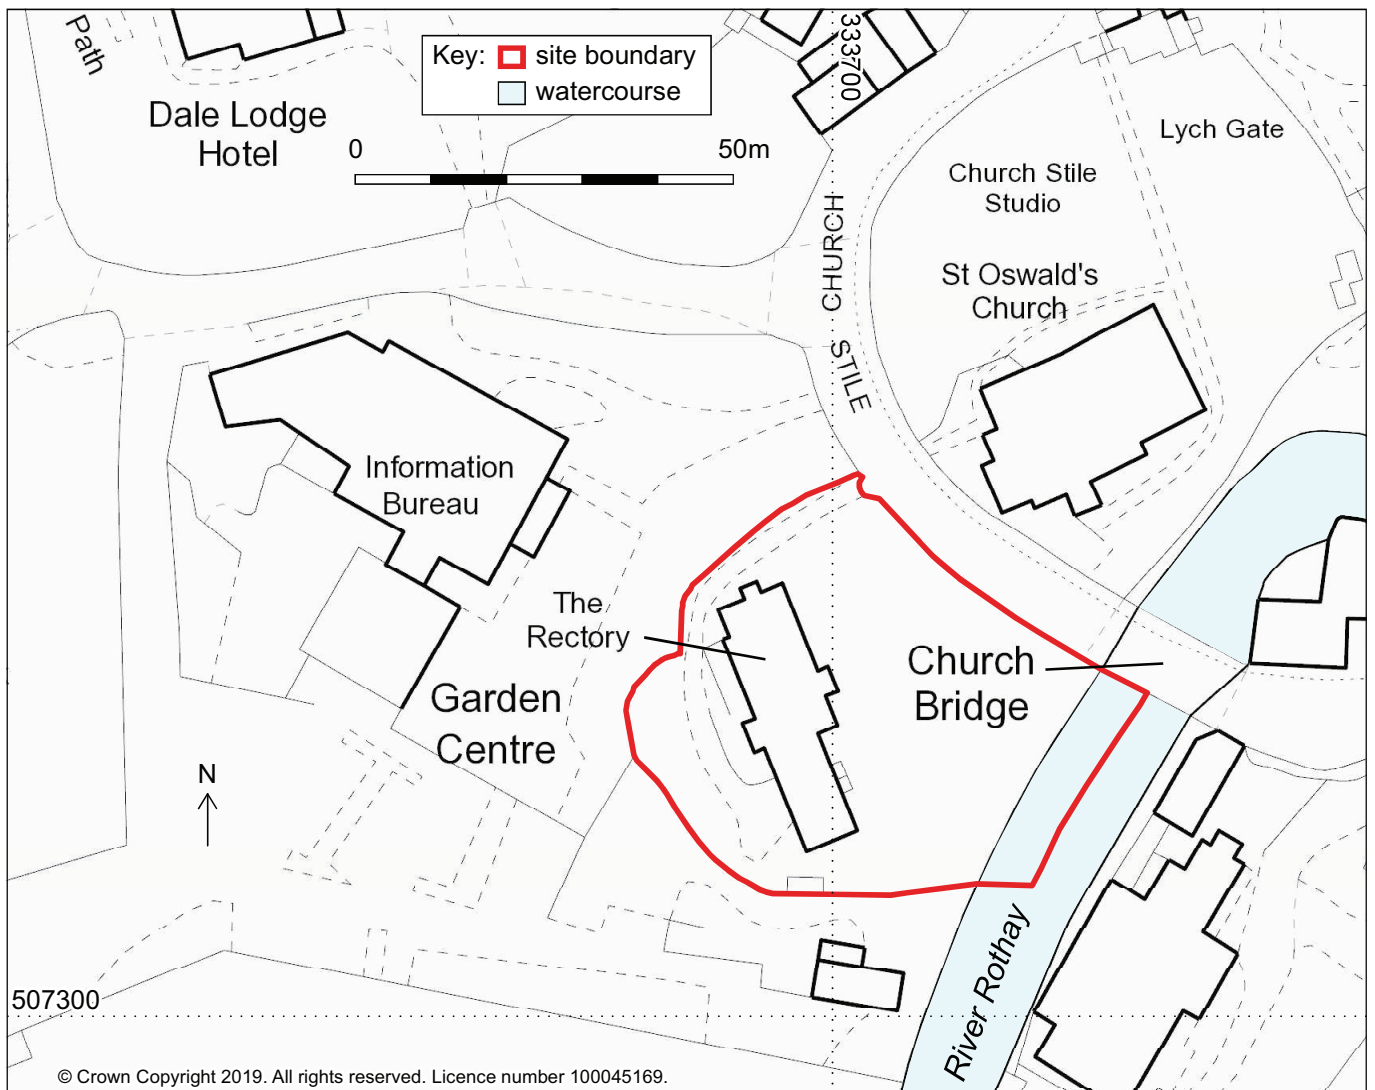 Path
Key: site boundary
watercourse
333700
Dale Lodge
Hotel
0 50m
Lych Gate
Church Stile
Studio
CHURCH STILE
St Oswald's
Church
Information
Bureau
The
Rectory
Church
Bridge
Garden
Centre
N
River Rothay
507300
© Crown Copyright 2019. All rights reserved. Licence number 100045169.